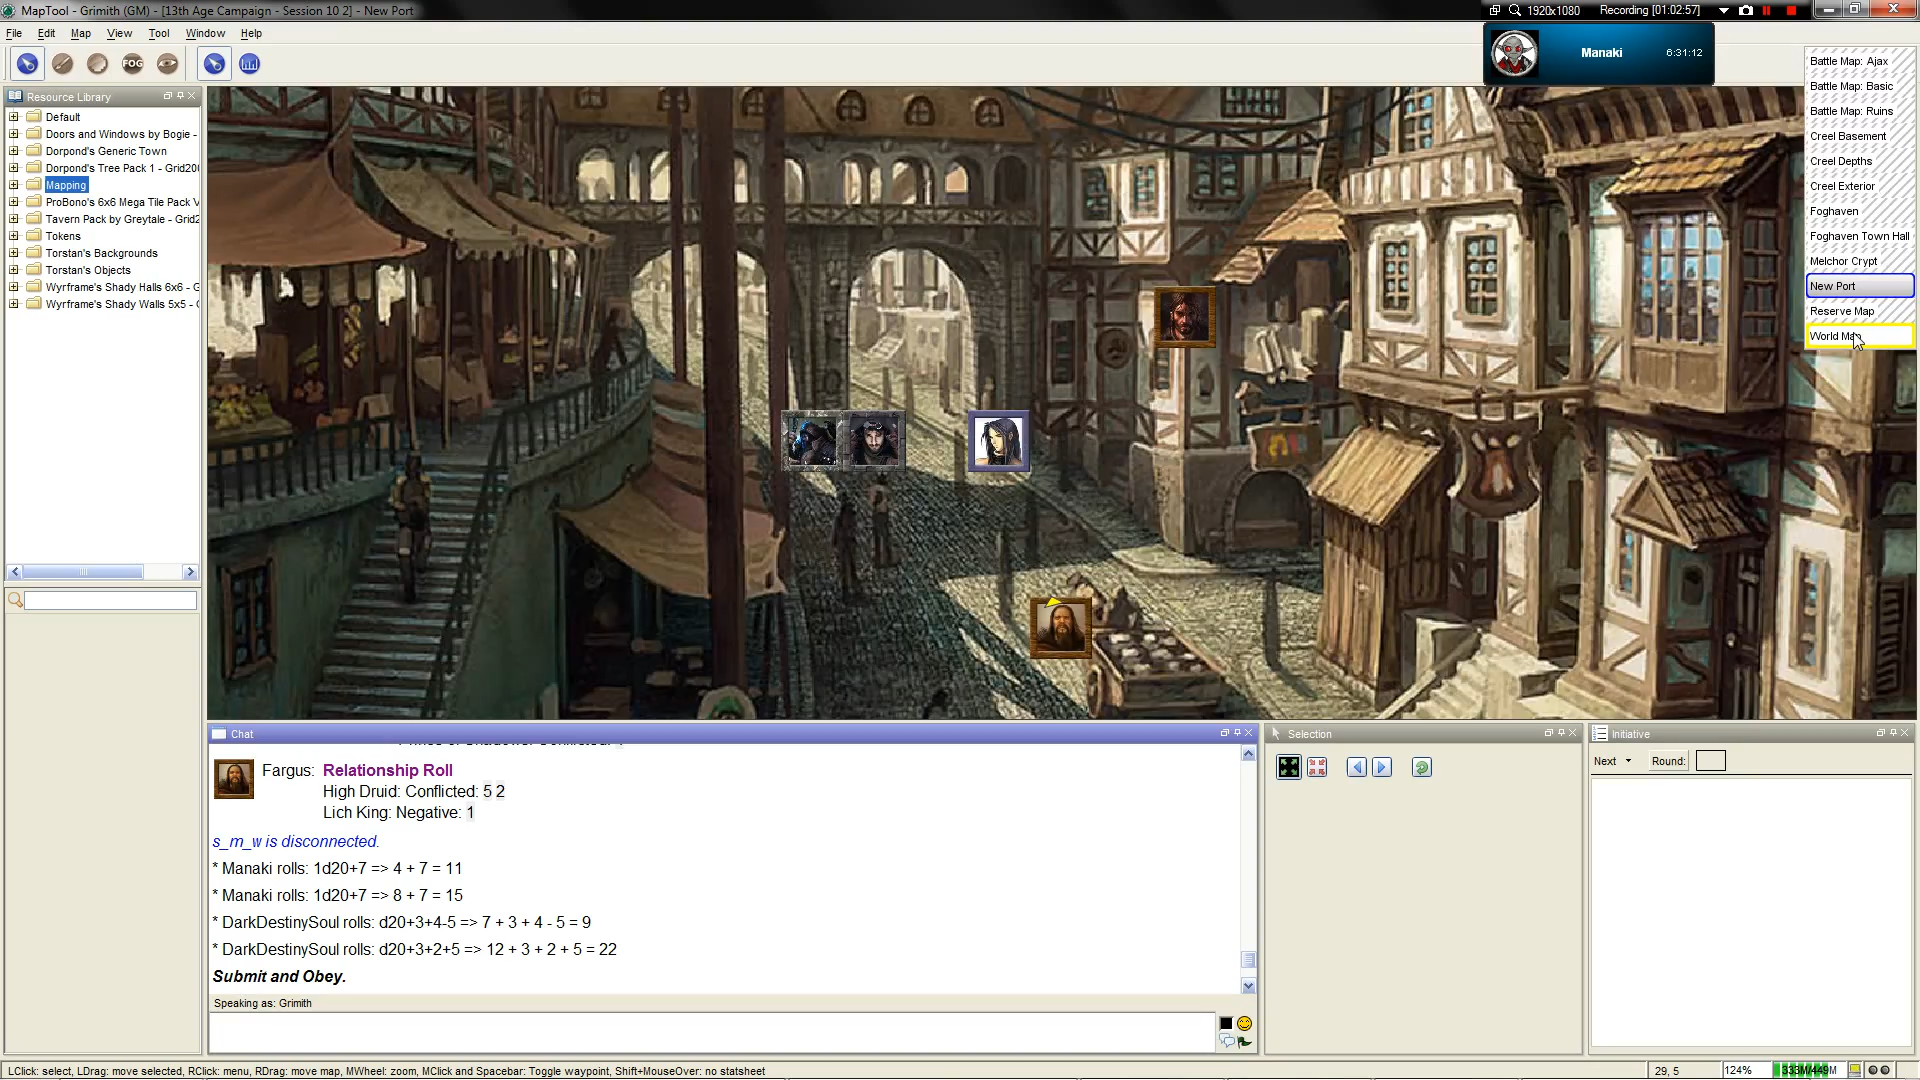 MapTool - Grimith (GM) - [13th Age Campaign - Session 10 2] - New Port
1920x1080 Recording [01:02:57]
File Edit Map View Tool Window Help
Manaki 6:31:12
FOG
Resource Library
Default
Doors and Windows by Bogie -
Dorpond's Generic Town
Dorpond's Tree Pack 1 - Grid200
Mapping
ProBono's 6x6 Mega Tile Pack V
Tavern Pack by Greytale - Grid2
Tokens
Torstan's Backgrounds
Torstan's Objects
Wyrframe's Shady Halls 6x6 - G
Wyrframe's Shady Walls 5x5 - G
Battle Map: Ajax
Battle Map: Basic
Battle Map: Ruins
Creel Basement
Creel Depths
Creel Exterior
Foghaven
Foghaven Town Hall
Melchor Crypt
New Port
Reserve Map
World Map
Chat
Fargus: Relationship Roll
High Druid: Conflicted: 5 2
Lich King: Negative: 1
s_m_w is disconnected.
* Manaki rolls: 1d20+7 => 4 + 7 = 11
* Manaki rolls: 1d20+7 => 8 + 7 = 15
* DarkDestinySoul rolls: d20+3+4-5 => 7 + 3 + 4 - 5 = 9
* DarkDestinySoul rolls: d20+3+2+5 => 12 + 3 + 2 + 5 = 22
Submit and Obey.
Speaking as: Grimith
Selection
Initiative
Next Round:
LClick: select, LDrag: move selected, RClick: menu, RDrag: move map, MWheel: zoom, MClick and Spacebar: Toggle waypoint, Shift+MouseOver: no statsheet
29, 5 124% 333M/449M